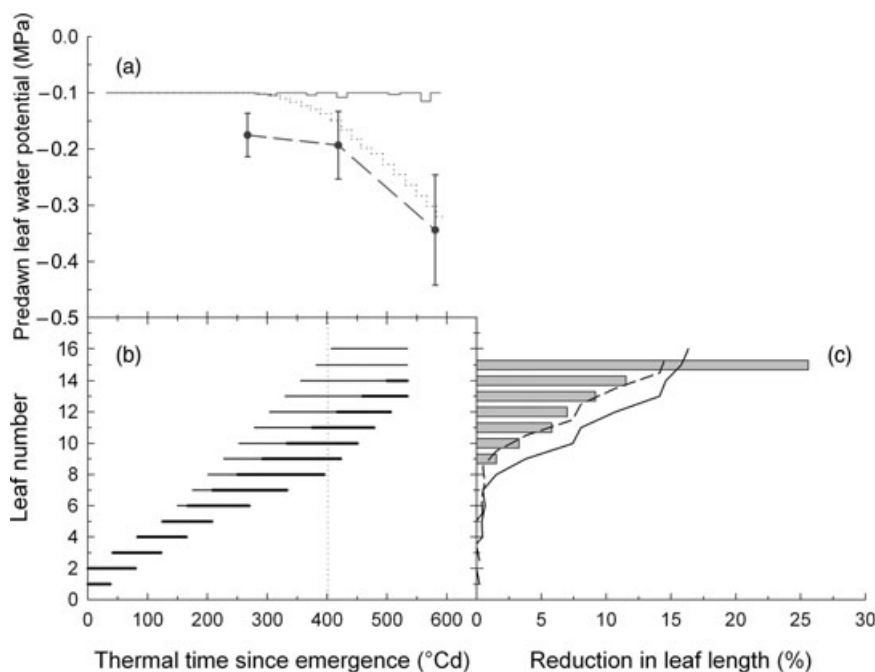 Predawn leaf water potential (MPa)
0.0
−0.1
−0.2
−0.3
−0.4
−0.5
(a)
Leaf number
16
14
12
10
8
6
4
2
0
(b)
(c)
0 100 200 300 400 500 600
0 5 10 15 20 25 30
Thermal time since emergence (°Cd)
Reduction in leaf length (%)